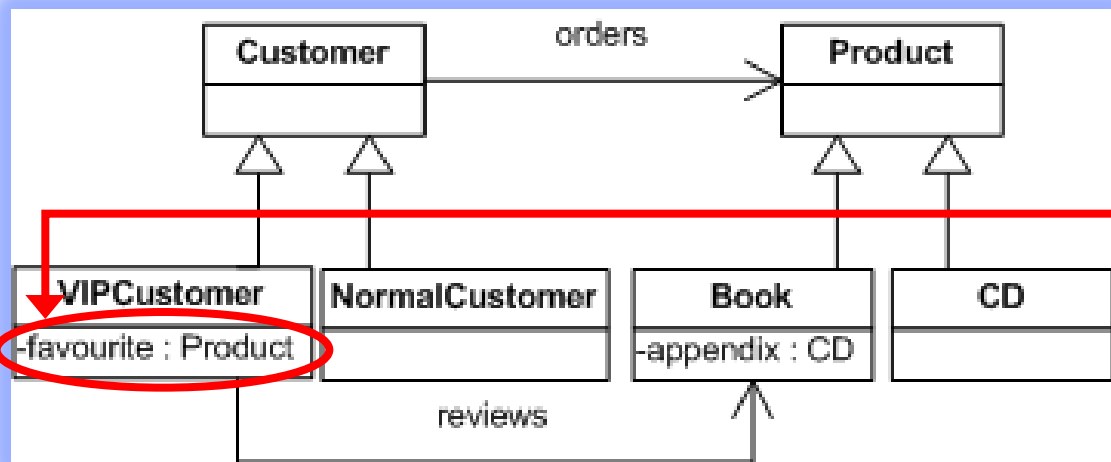 Customer
orders
Product
VIPCustomer
-favourite : Product
NormalCustomer
Book
-appendix : CD
CD
reviews